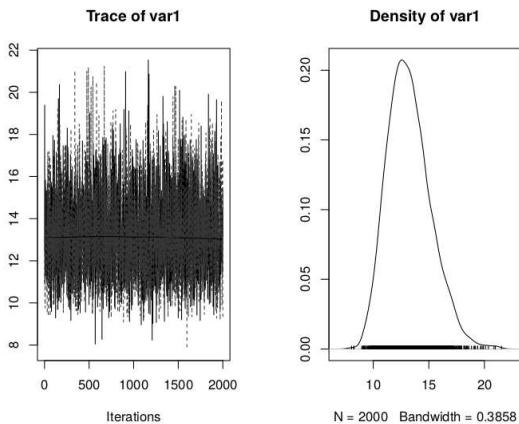 Trace of var1
22
20
18
16
14
12
10
8
0 500 1000 1500 2000
Iterations
Density of var1
0.20
0.15
0.10
0.05
0.00
10 15 20
N = 2000 Bandwidth = 0.3858